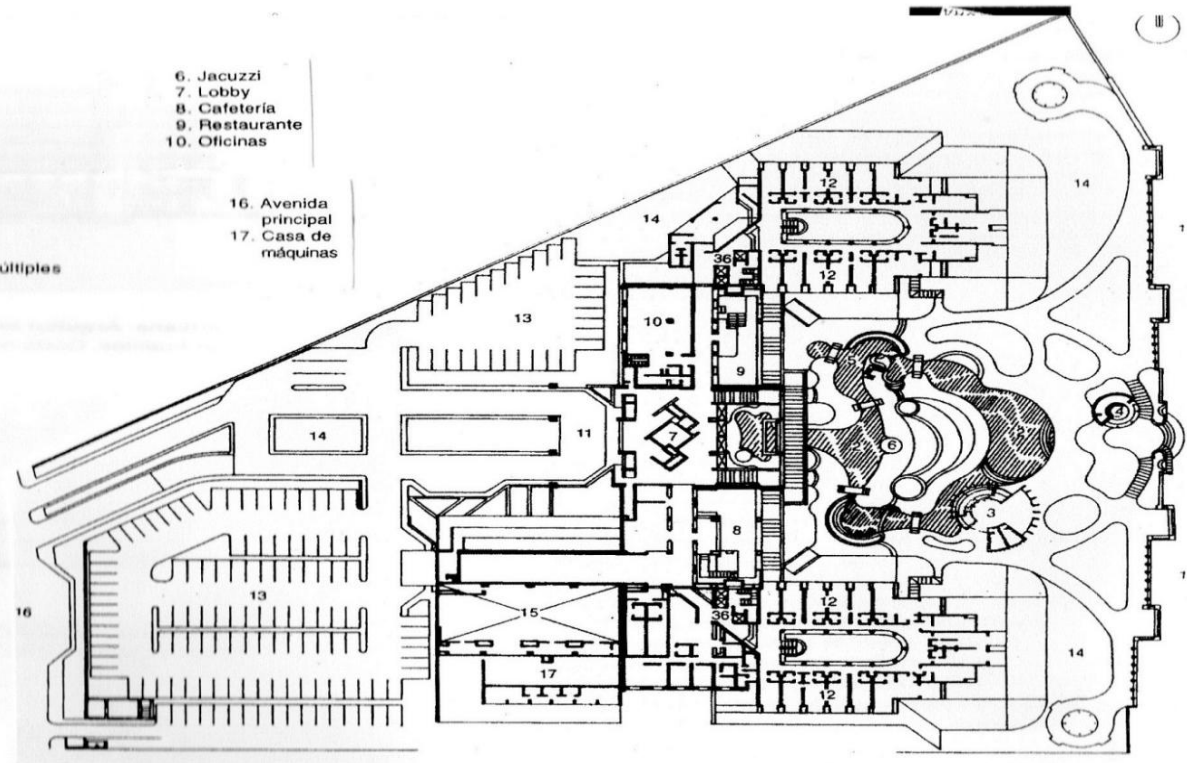 6. Jacuzzi
7. Lobby
8. Cafetería
9. Restaurante
10. Oficinas
16. Avenida
principal
17. Casa de
máquinas
últiples
12
14
14
36
12
13
10
9
5
14
11
7
6
3
8
16
13
15
12
36
17
14
12